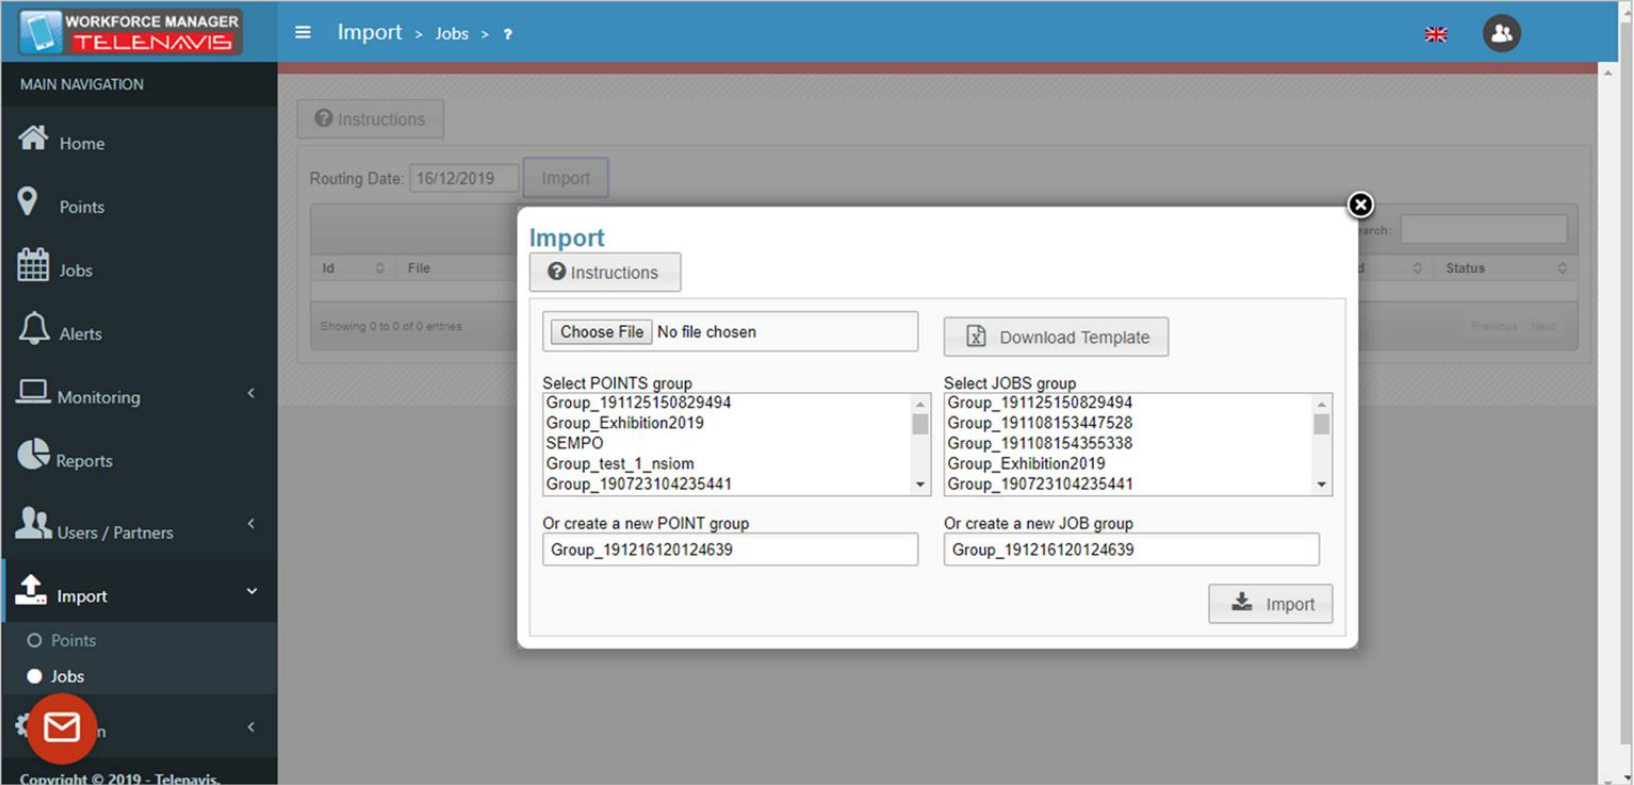 WORKFORCE MANAGER
TELENAVIS
Import > Jobs > ?
MAIN NAVIGATION
Home
Points
Jobs
Alerts
Monitoring
Reports
Users / Partners
Import
Points
Jobs
n
Copyright © 2019 - Telenavis.
Instructions
Routing Date: 16/12/2019 Import
earch:
Id File d Status
Showing 0 to 0 of 0 entries Previous Next
Import
Instructions
Choose File No file chosen
Download Template
Select POINTS group
Group_191125150829494
Group_Exhibition2019
SEMPO
Group_test_1_nsiom
Group_190723104235441
Select JOBS group
Group_191125150829494
Group_191108153447528
Group_191108154355338
Group_Exhibition2019
Group_190723104235441
Or create a new POINT group
Group_191216120124639
Or create a new JOB group
Group_191216120124639
Import